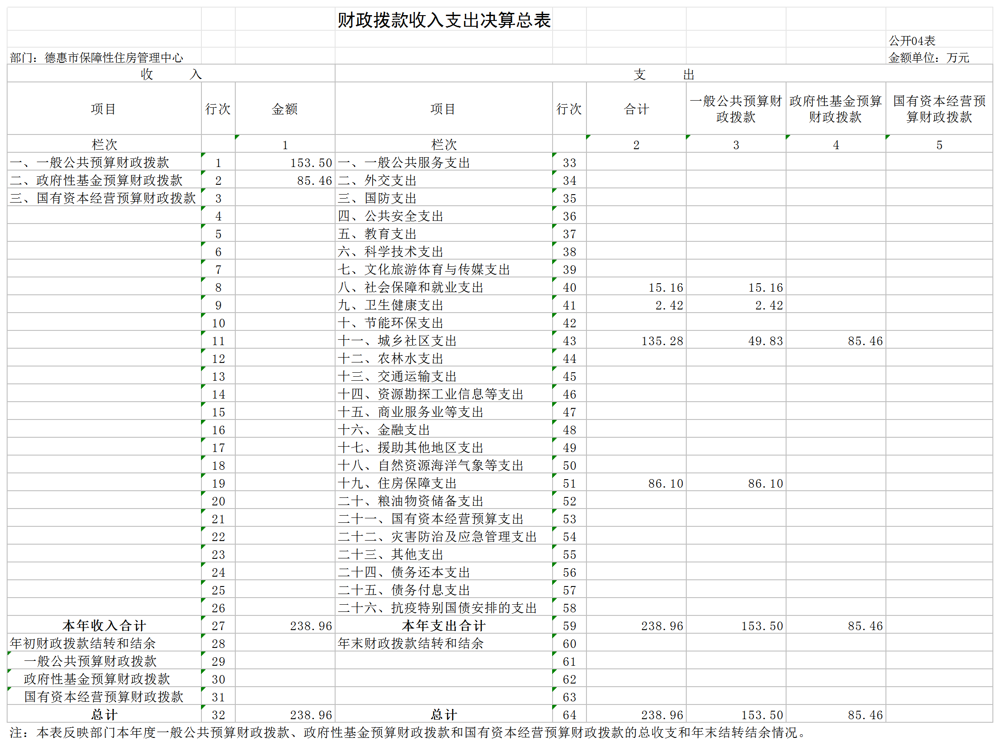 财政拨款收入支出决算总表
公开04表
部门：德惠市保障性住房管理中心 金额单位：万元
收 入 支 出
项目 行次 金额 项目 行次 合计 一般公共预算财政拨款 政府性基金预算财政拨款 国有资本经营预算财政拨款
栏次 1 栏次 2 3 4 5
一、一般公共预算财政拨款 1 153.50 一、一般公共服务支出 33
二、政府性基金预算财政拨款 2 85.46 二、外交支出 34
三、国有资本经营预算财政拨款 3 三、国防支出 35
4 四、公共安全支出 36
5 五、教育支出 37
6 六、科学技术支出 38
7 七、文化旅游体育与传媒支出 39
8 八、社会保障和就业支出 40 15.16 15.16
9 九、卫生健康支出 41 2.42 2.42
10 十、节能环保支出 42
11 十一、城乡社区支出 43 135.28 49.83 85.46
12 十二、农林水支出 44
13 十三、交通运输支出 45
14 十四、资源勘探工业信息等支出 46
15 十五、商业服务业等支出 47
16 十六、金融支出 48
17 十七、援助其他地区支出 49
18 十八、自然资源海洋气象等支出 50
19 十九、住房保障支出 51 86.10 86.10
20 二十、粮油物资储备支出 52
21 二十一、国有资本经营预算支出 53
22 二十二、灾害防治及应急管理支出 54
23 二十三、其他支出 55
24 二十四、债务还本支出 56
25 二十五、债务付息支出 57
26 二十六、抗疫特别国债安排的支出 58
本年收入合计 27 238.96 本年支出合计 59 238.96 153.50 85.46
年初财政拨款结转和结余 28 年末财政拨款结转和结余 60
一般公共预算财政拨款 29 61
政府性基金预算财政拨款 30 62
国有资本经营预算财政拨款 31 63
总计 32 238.96 总计 64 238.96 153.50 85.46
注：本表反映部门本年度一般公共预算财政拨款、政府性基金预算财政拨款和国有资本经营预算财政拨款的总收支和年末结转结余情况。